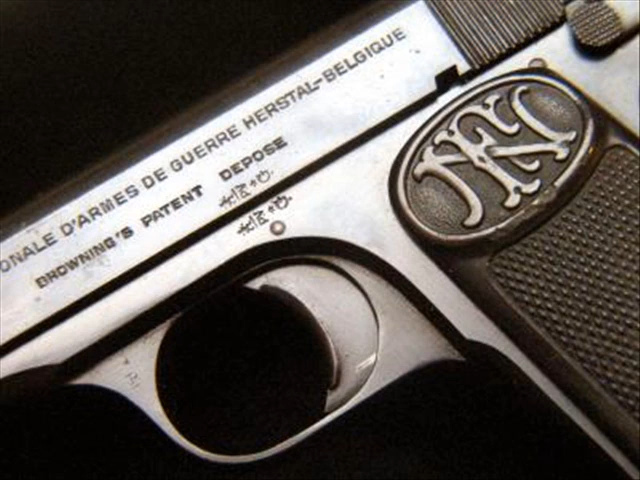 ONALE D'ARMES DE GUERRE HERSTAL-BELGIQUE
BROWNING'S PATENT DEPOSE
FN